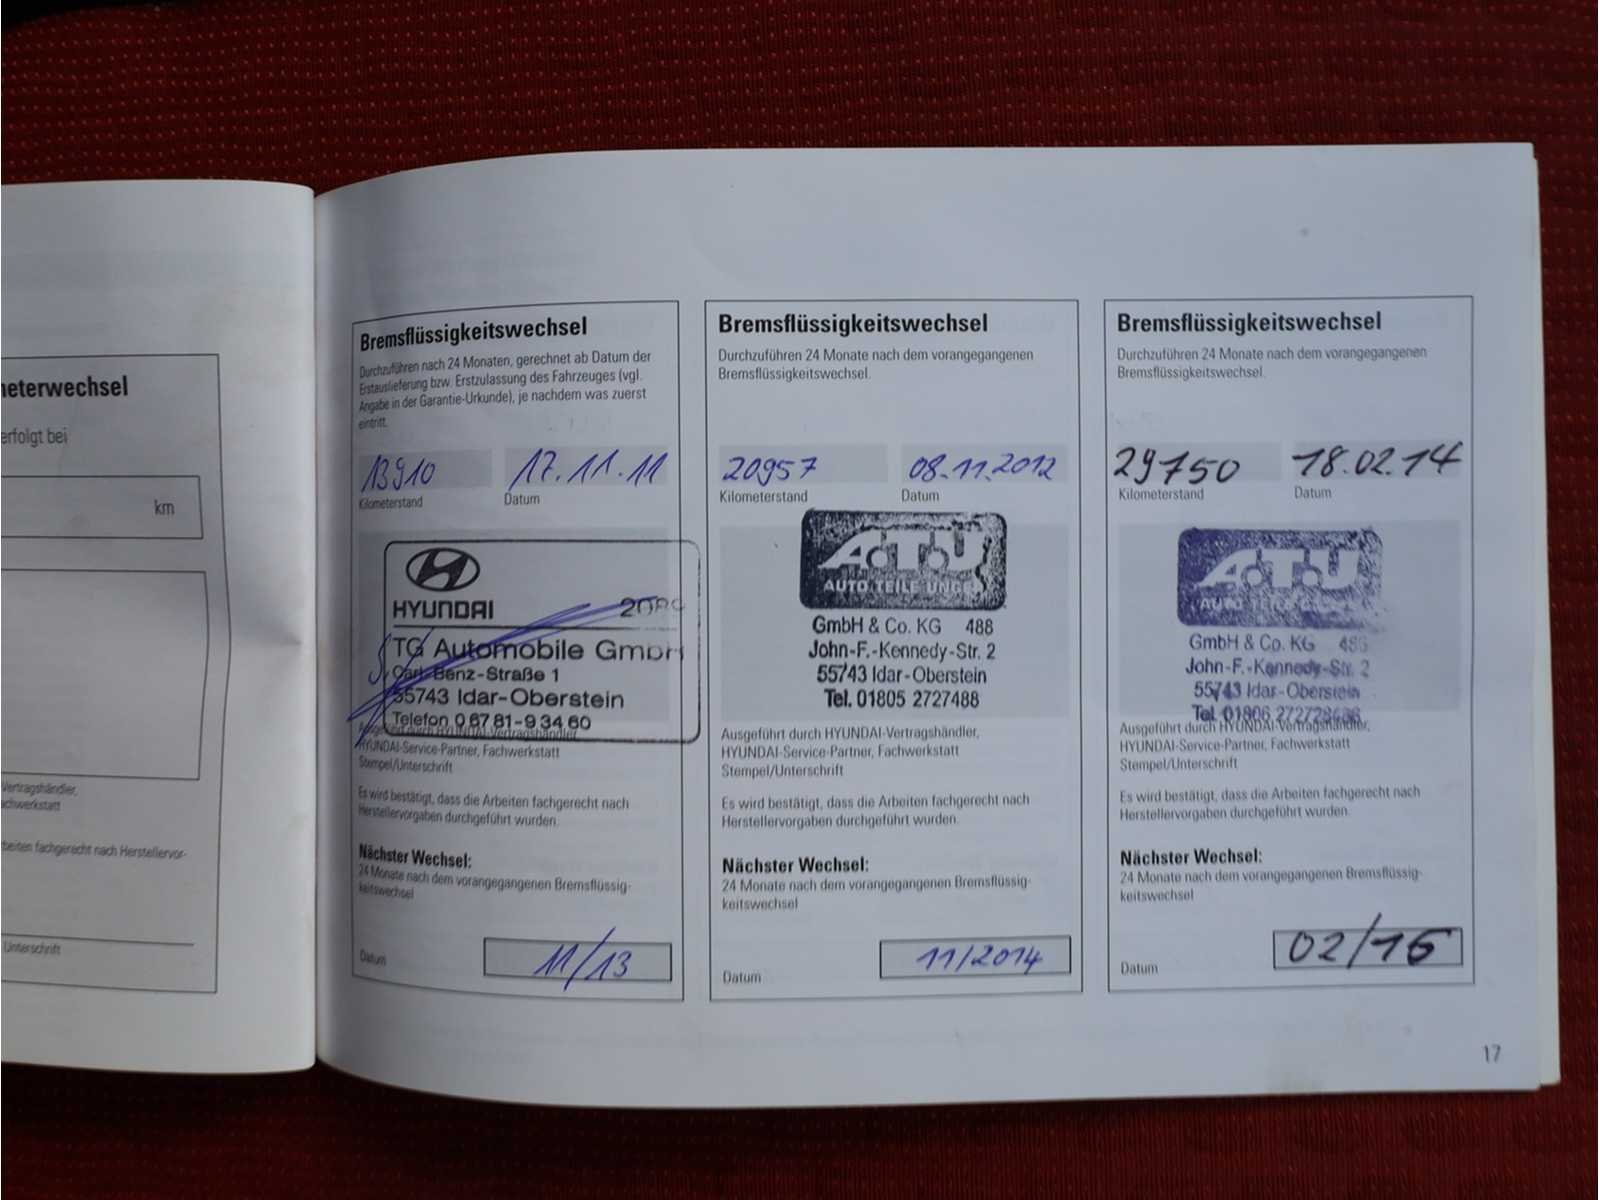 meterwechsel
erfolgt bei
km
Vertragshändler,
achwerkstatt
beiten fachgerecht nach Herstellervor-
Unterschrift
Bremsflüssigkeitswechsel
Durchzuführen nach 24 Monaten, gerechnet ab Datum der
Erstauslieferung bzw. Erstzulassung des Fahrzeuges (vgl.
Angabe in der Garantie-Urkunde), je nachdem was zuerst
eintritt.
13910 17.11.11
Kilometerstand Datum
HYUNDAI 2089
TG Automobile GmbH
Carl-Benz-Straße 1
55743 Idar-Oberstein
Telefon 0 67 81-9 34 60
Ausgeführt durch HYUNDAI-Vertragshändler,
HYUNDAI-Service-Partner, Fachwerkstatt
Stempel/Unterschrift
Es wird bestätigt, dass die Arbeiten fachgerecht nach
Herstellervorgaben durchgeführt wurden.
Nächster Wechsel:
24 Monate nach dem vorangegangenen Bremsflüssig-
keitswechsel
Datum 11/13
Bremsflüssigkeitswechsel
Durchzuführen 24 Monate nach dem vorangegangenen
Bremsflüssigkeitswechsel.
20957 08.11.2012
Kilometerstand Datum
ATU
AUTO TEILE UNGER
GmbH & Co. KG 488
John-F.-Kennedy-Str. 2
55743 Idar-Oberstein
Tel. 01805 2727488
Ausgeführt durch HYUNDAI-Vertragshändler,
HYUNDAI-Service-Partner, Fachwerkstatt
Stempel/Unterschrift
Es wird bestätigt, dass die Arbeiten fachgerecht nach
Herstellervorgaben durchgeführt wurden.
Nächster Wechsel:
24 Monate nach dem vorangegangenen Bremsflüssig-
keitswechsel
Datum 11/2014
Bremsflüssigkeitswechsel
Durchzuführen 24 Monate nach dem vorangegangenen
Bremsflüssigkeitswechsel.
29750 18.02.14
Kilometerstand Datum
ATU
AUTO TEILE
GmbH & Co. KG
John-F.-Kennedy-Str. 2
55743 Idar-Oberstein
Tel.
Ausgeführt durch HYUNDAI-Vertragshändler,
HYUNDAI-Service-Partner, Fachwerkstatt
Stempel/Unterschrift
Es wird bestätigt, dass die Arbeiten fachgerecht nach
Herstellervorgaben durchgeführt wurden.
Nächster Wechsel:
24 Monate nach dem vorangegangenen Bremsflüssig-
keitswechsel
Datum 02/16
17